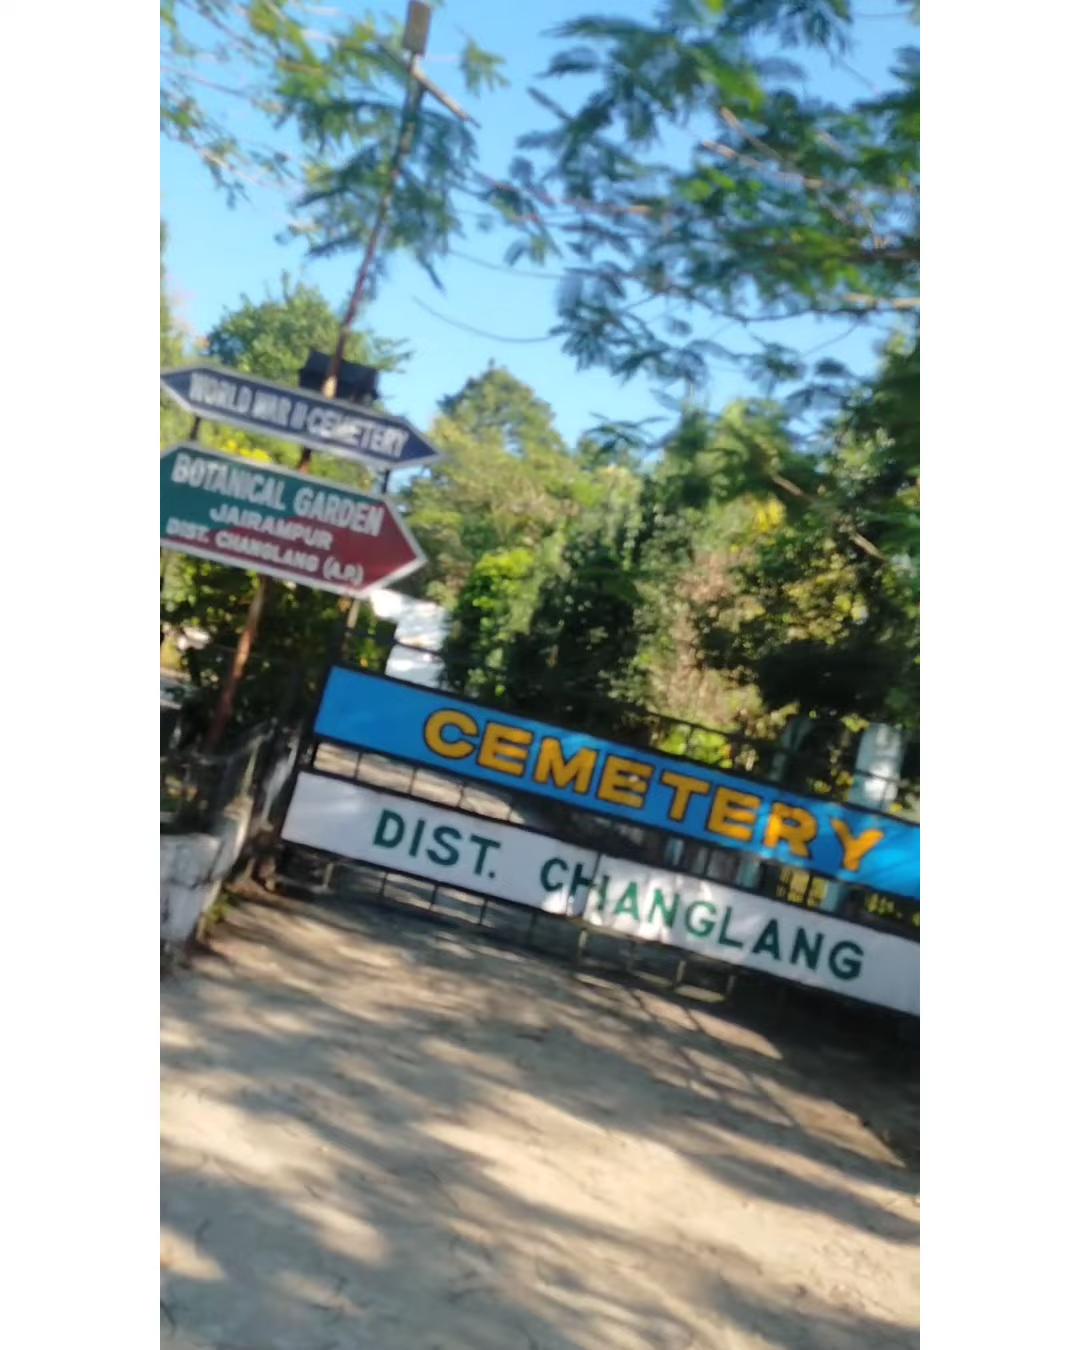 WORLD WAR II CEMETERY
BOTANICAL GARDEN
JAIRAMPUR
DIST. CHANGLANG (A.P.)
CEMETERY
DIST. CHANGLANG